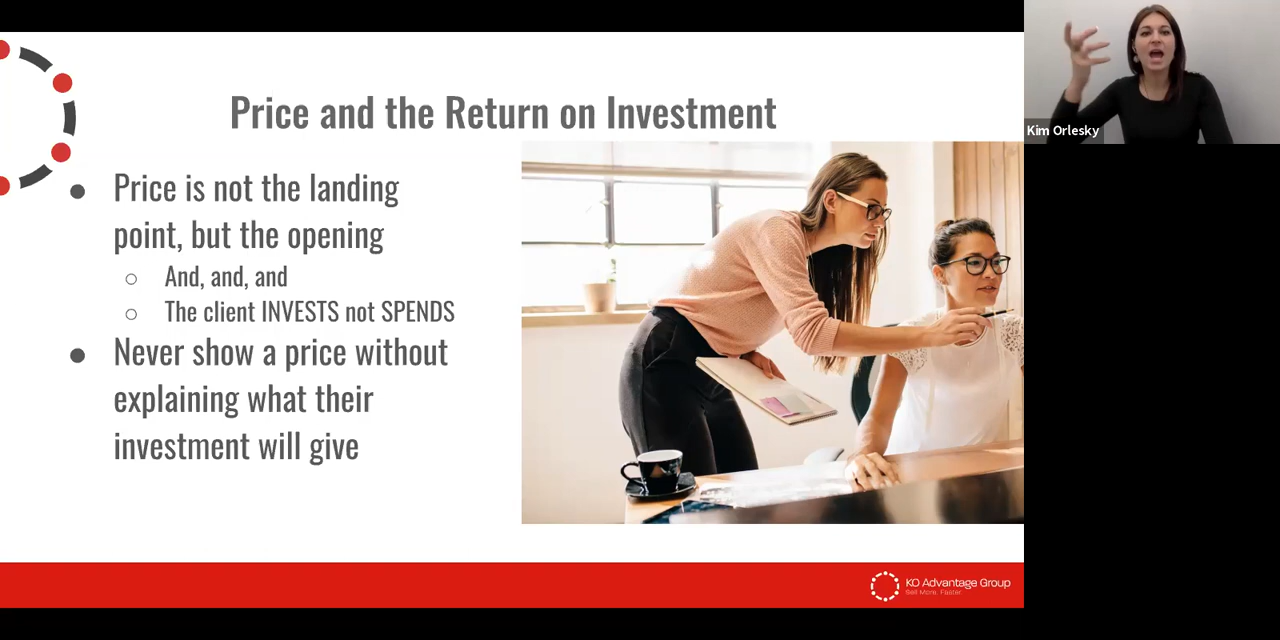 Price and the Return on Investment
Price is not the landing
point, but the opening
And, and, and
The client INVESTS not SPENDS
Never show a price without
explaining what their
investment will give
Kim Orlesky
KO Advantage Group
Sell More. Faster.